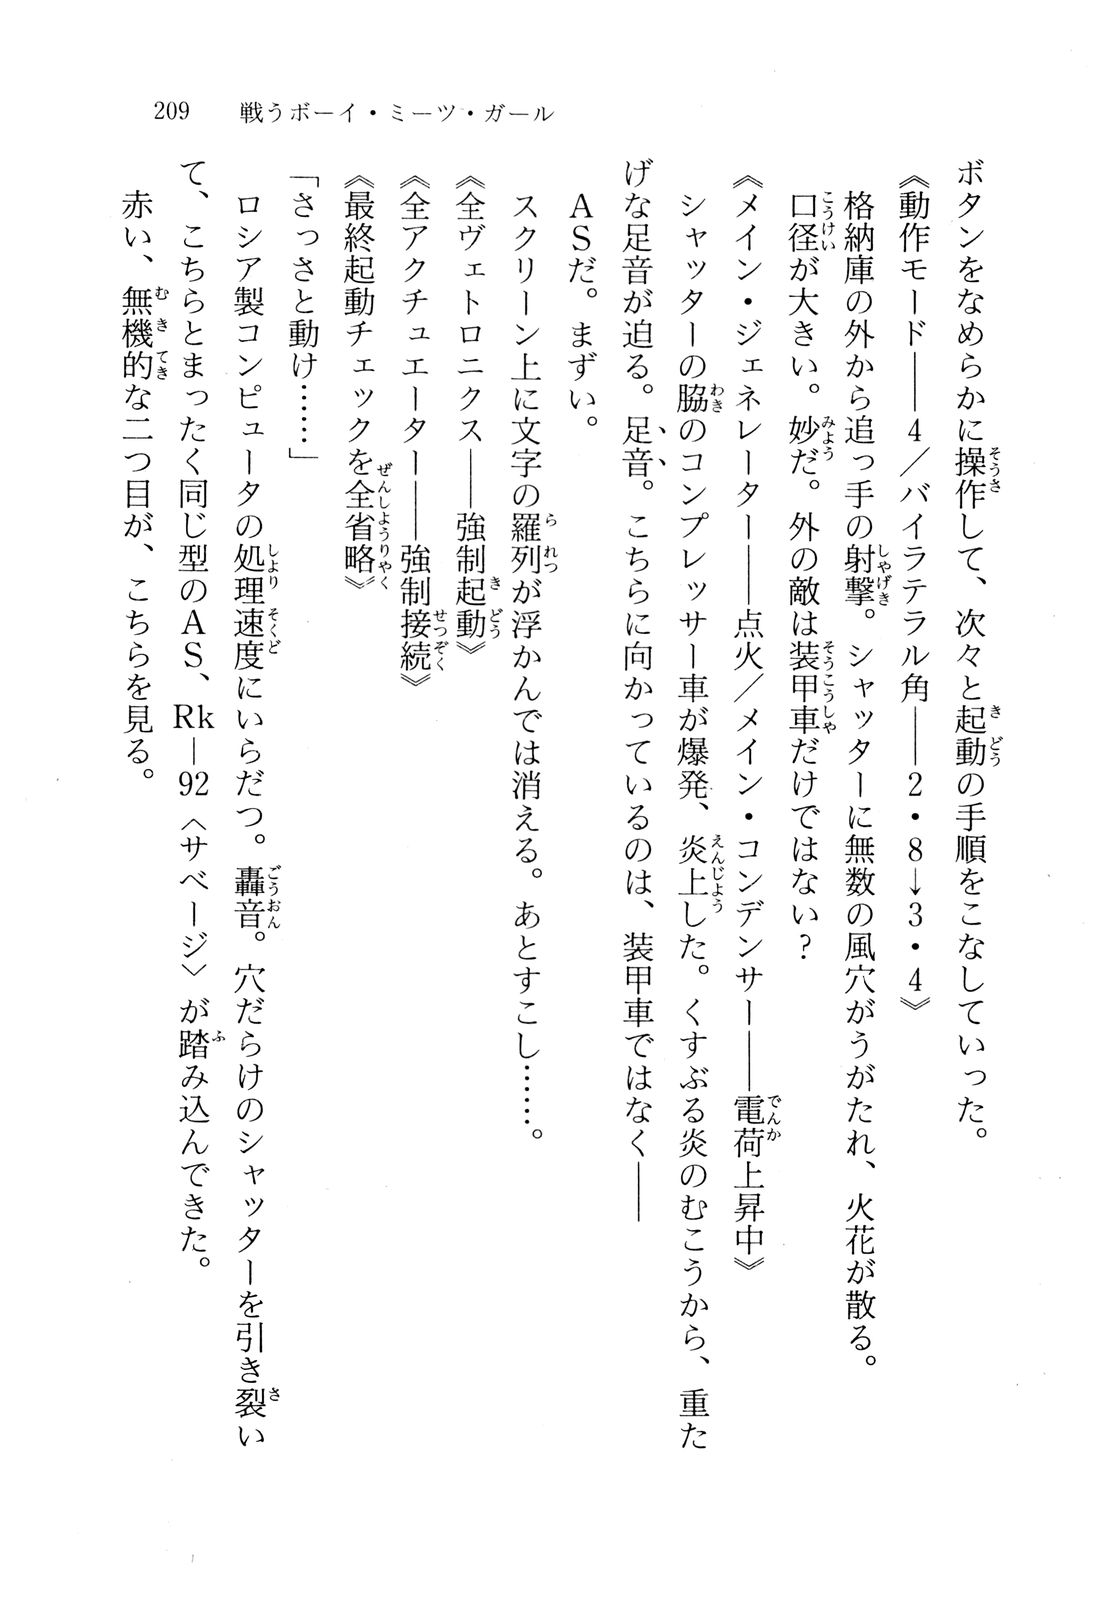 209　戦うボーイ・ミーツ・ガール
ボタンをなめらかに操作して、次々と起動の手順をこなしていった。
《動作モード――4／バイラテラル角――2・8→3・4》
格納庫の外から追っ手の射撃。シャッターに無数の風穴がうがたれ、火花が散る。
口径が大きい。妙だ。外の敵は装甲車だけではない？
《メイン・ジェネレーター――点火／メイン・コンデンサー――電荷上昇中》
シャッターの脇のコンプレッサー車が爆発、炎上した。くすぶる炎のむこうから、重た
げな足音が迫る。足音。こちらに向かっているのは、装甲車ではなく――
ＡＳだ。まずい。
スクリーン上に文字の羅列が浮かんでは消える。あとすこし……。
《全ヴェトロニクス――強制起動》
《全アクチュエーター――強制接続》
《最終起動チェックを全省略》
「さっさと動け……」
ロシア製コンピュータの処理速度にいらだつ。轟音。穴だらけのシャッターを引き裂い
て、こちらとまったく同じ型のＡＳ、Rk―92〈サベージ〉が踏み込んできた。
赤い、無機的な二つ目が、こちらを見る。